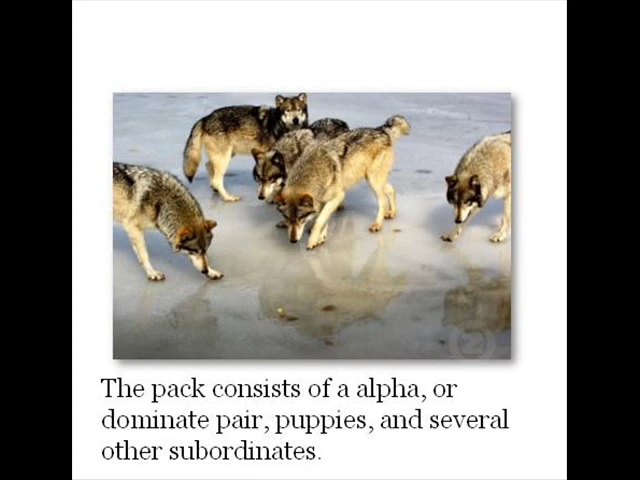 The pack consists of a alpha, or
dominate pair, puppies, and several
other subordinates.